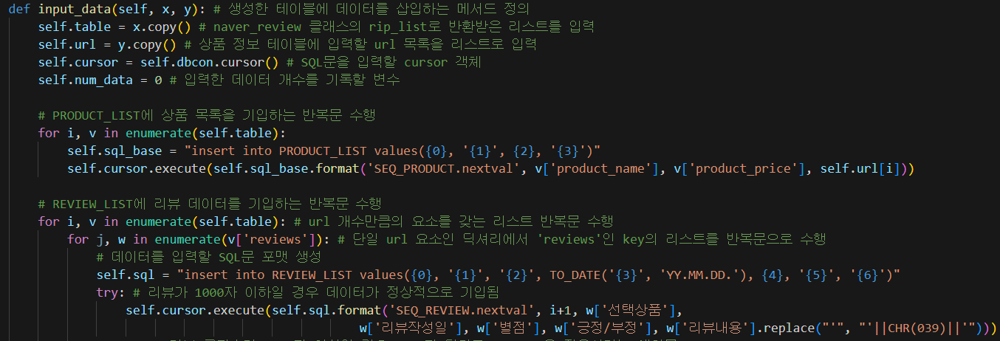 def input_data(self, x, y): # 생성한 테이블에 데이터를 삽입하는 메서드 정의
self.table = x.copy() # naver_review 클래스의 rip_list로 반환받은 리스트를 입력
self.url = y.copy() # 상품 정보 테이블에 입력할 url 목록을 리스트로 입력
self.cursor = self.dbcon.cursor() # SQL문을 입력할 cursor 객체
self.num_data = 0 # 입력한 데이터 개수를 기록할 변수
# PRODUCT_LIST에 상품 목록을 기입하는 반복문 수행
for i, v in enumerate(self.table):
self.sql_base = "insert into PRODUCT_LIST values({0}, '{1}', {2}, '{3}')"
self.cursor.execute(self.sql_base.format('SEQ_PRODUCT.nextval', v['product_name'], v['product_price'], self.url[i]))
# REVIEW_LIST에 리뷰 데이터를 기입하는 반복문 수행
for i, v in enumerate(self.table): # url 개수만큼의 요소를 갖는 리스트 반복문 수행
for j, w in enumerate(v['reviews']): # 단일 url 요소인 딕셔리에서 'reviews'인 key의 리스트를 반복문으로 수행
# 데이터를 입력할 SQL문 포맷 생성
self.sql = "insert into REVIEW_LIST values({0}, '{1}', '{2}', TO_DATE('{3}', 'YY.MM.DD.'), {4}, '{5}', '{6}')"
try: # 리뷰가 1000자 이하일 경우 데이터가 정상적으로 기입됨
self.cursor.execute(self.sql.format('SEQ_REVIEW.nextval', i+1, w['선택상품'],
w['리뷰작성일'], w['별점'], w['긍정/부정'], w['리뷰내용'].replace("'", "'||CHR(039)||'")))